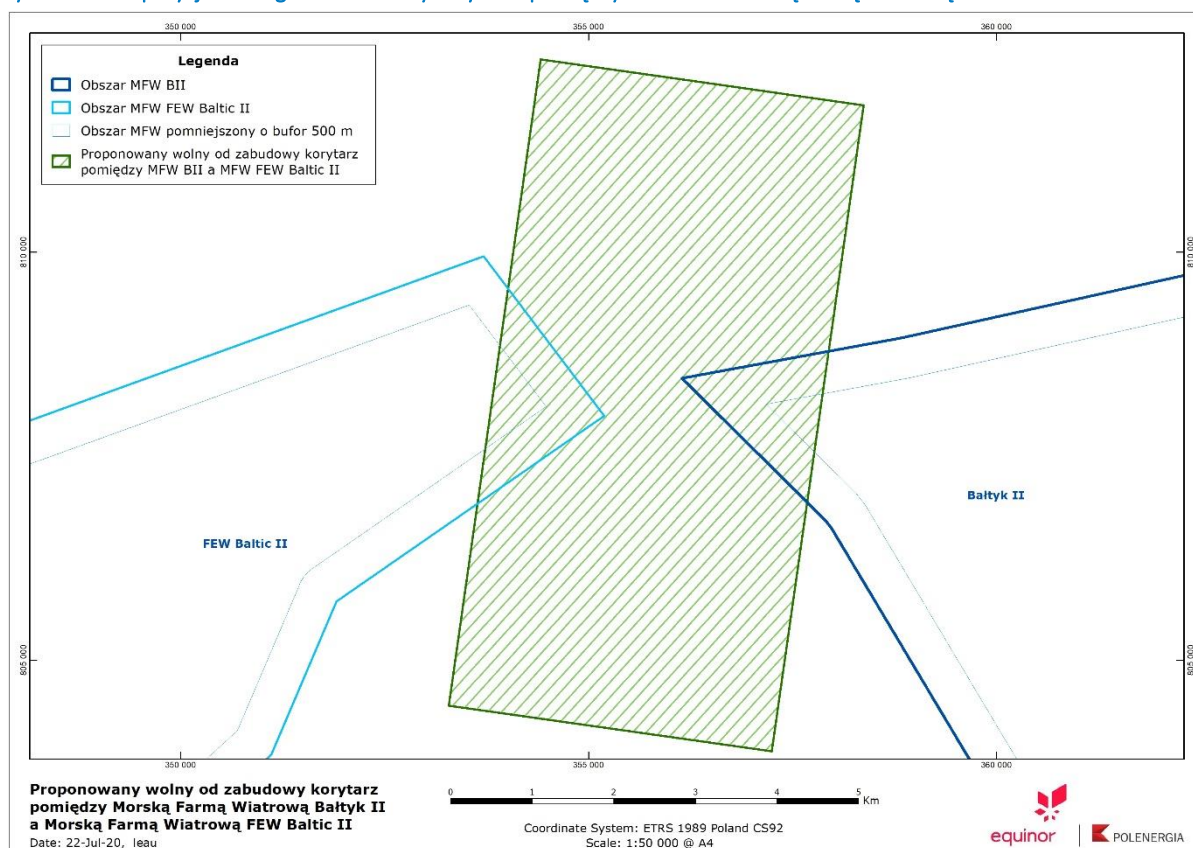 350 000
355 000
360 000
Legenda
Obszar MFW BII
Obszar MFW FEW Baltic II
Obszar MFW pomniejszony o bufor 500 m
Proponowany wolny od zabudowy korytarz
pomiędzy MFW BII a MFW FEW Baltic II
810 000
810 000
FEW Baltic II
Bałtyk II
805 000
805 000
350 000
355 000
360 000
Proponowany wolny od zabudowy korytarz
pomiędzy Morską Farmą Wiatrową Bałtyk II
a Morską Farmą Wiatrową FEW Baltic II
Date: 22-Jul-20, leau
0 1 2 3 4 5
Km
Coordinate System: ETRS 1989 Poland CS92
Scale: 1:50 000 @ A4
equinor
POLENERGIA